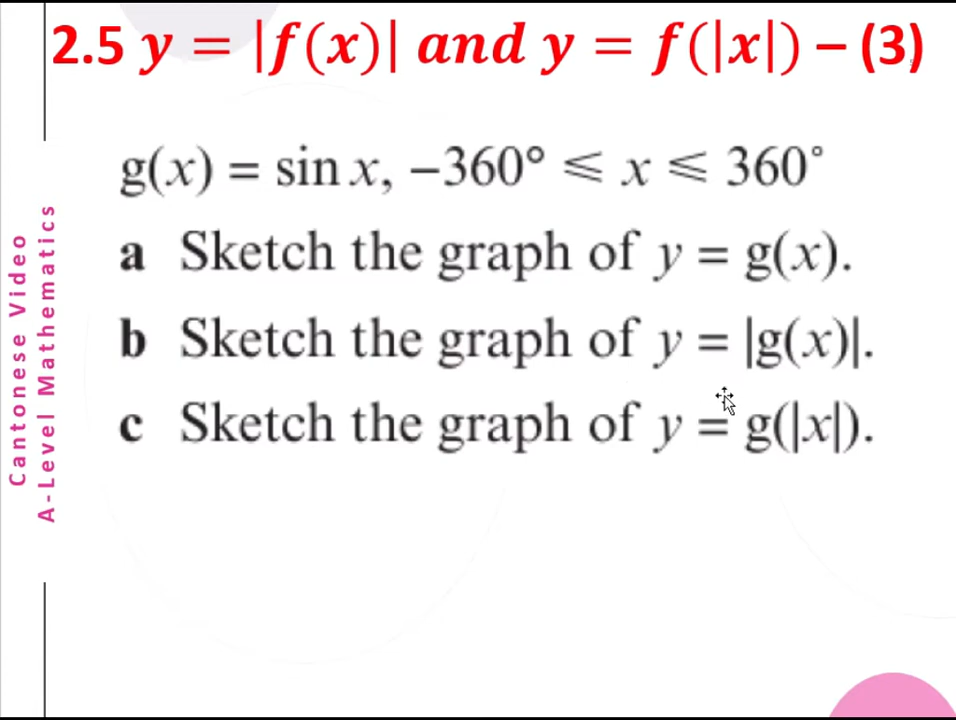 2.5 y = |f(x)| and y = f(|x|) – (3)
g(x) = sin x, −360° ⩽ x ⩽ 360°
a Sketch the graph of y = g(x).
b Sketch the graph of y = |g(x)|.
c Sketch the graph of y = g(|x|).
Cantonese Video
A-Level Mathematics